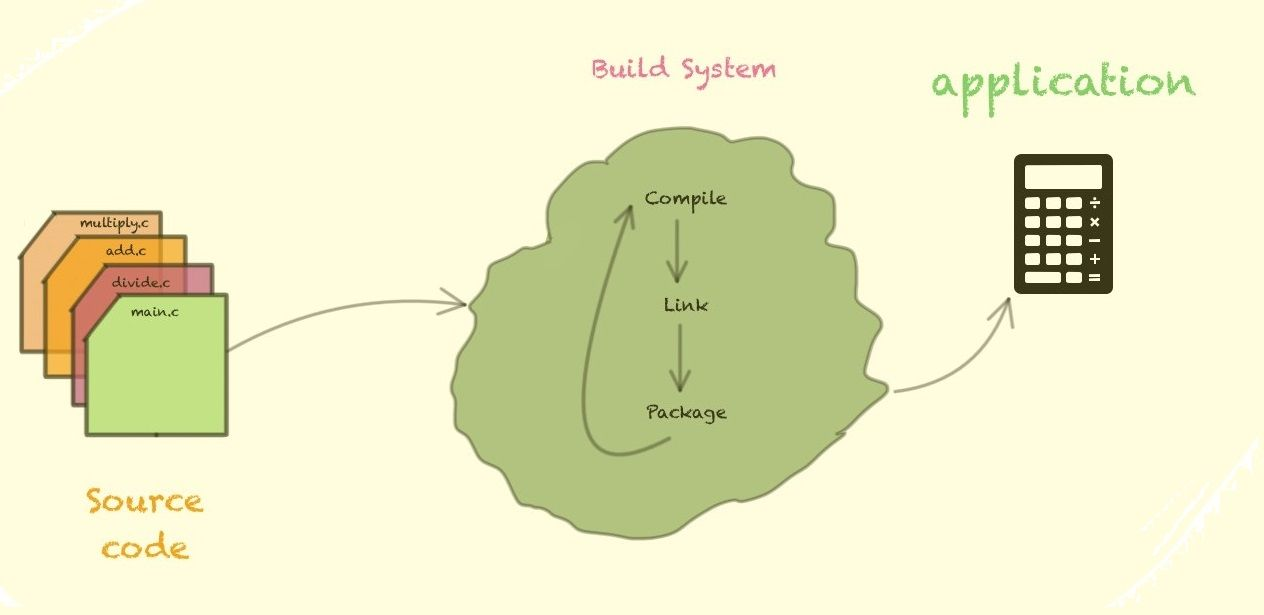 multiply.c
add.c
divide.c
main.c
Source
code
Build System
Compile
Link
Package
application
÷
×
−
+
=